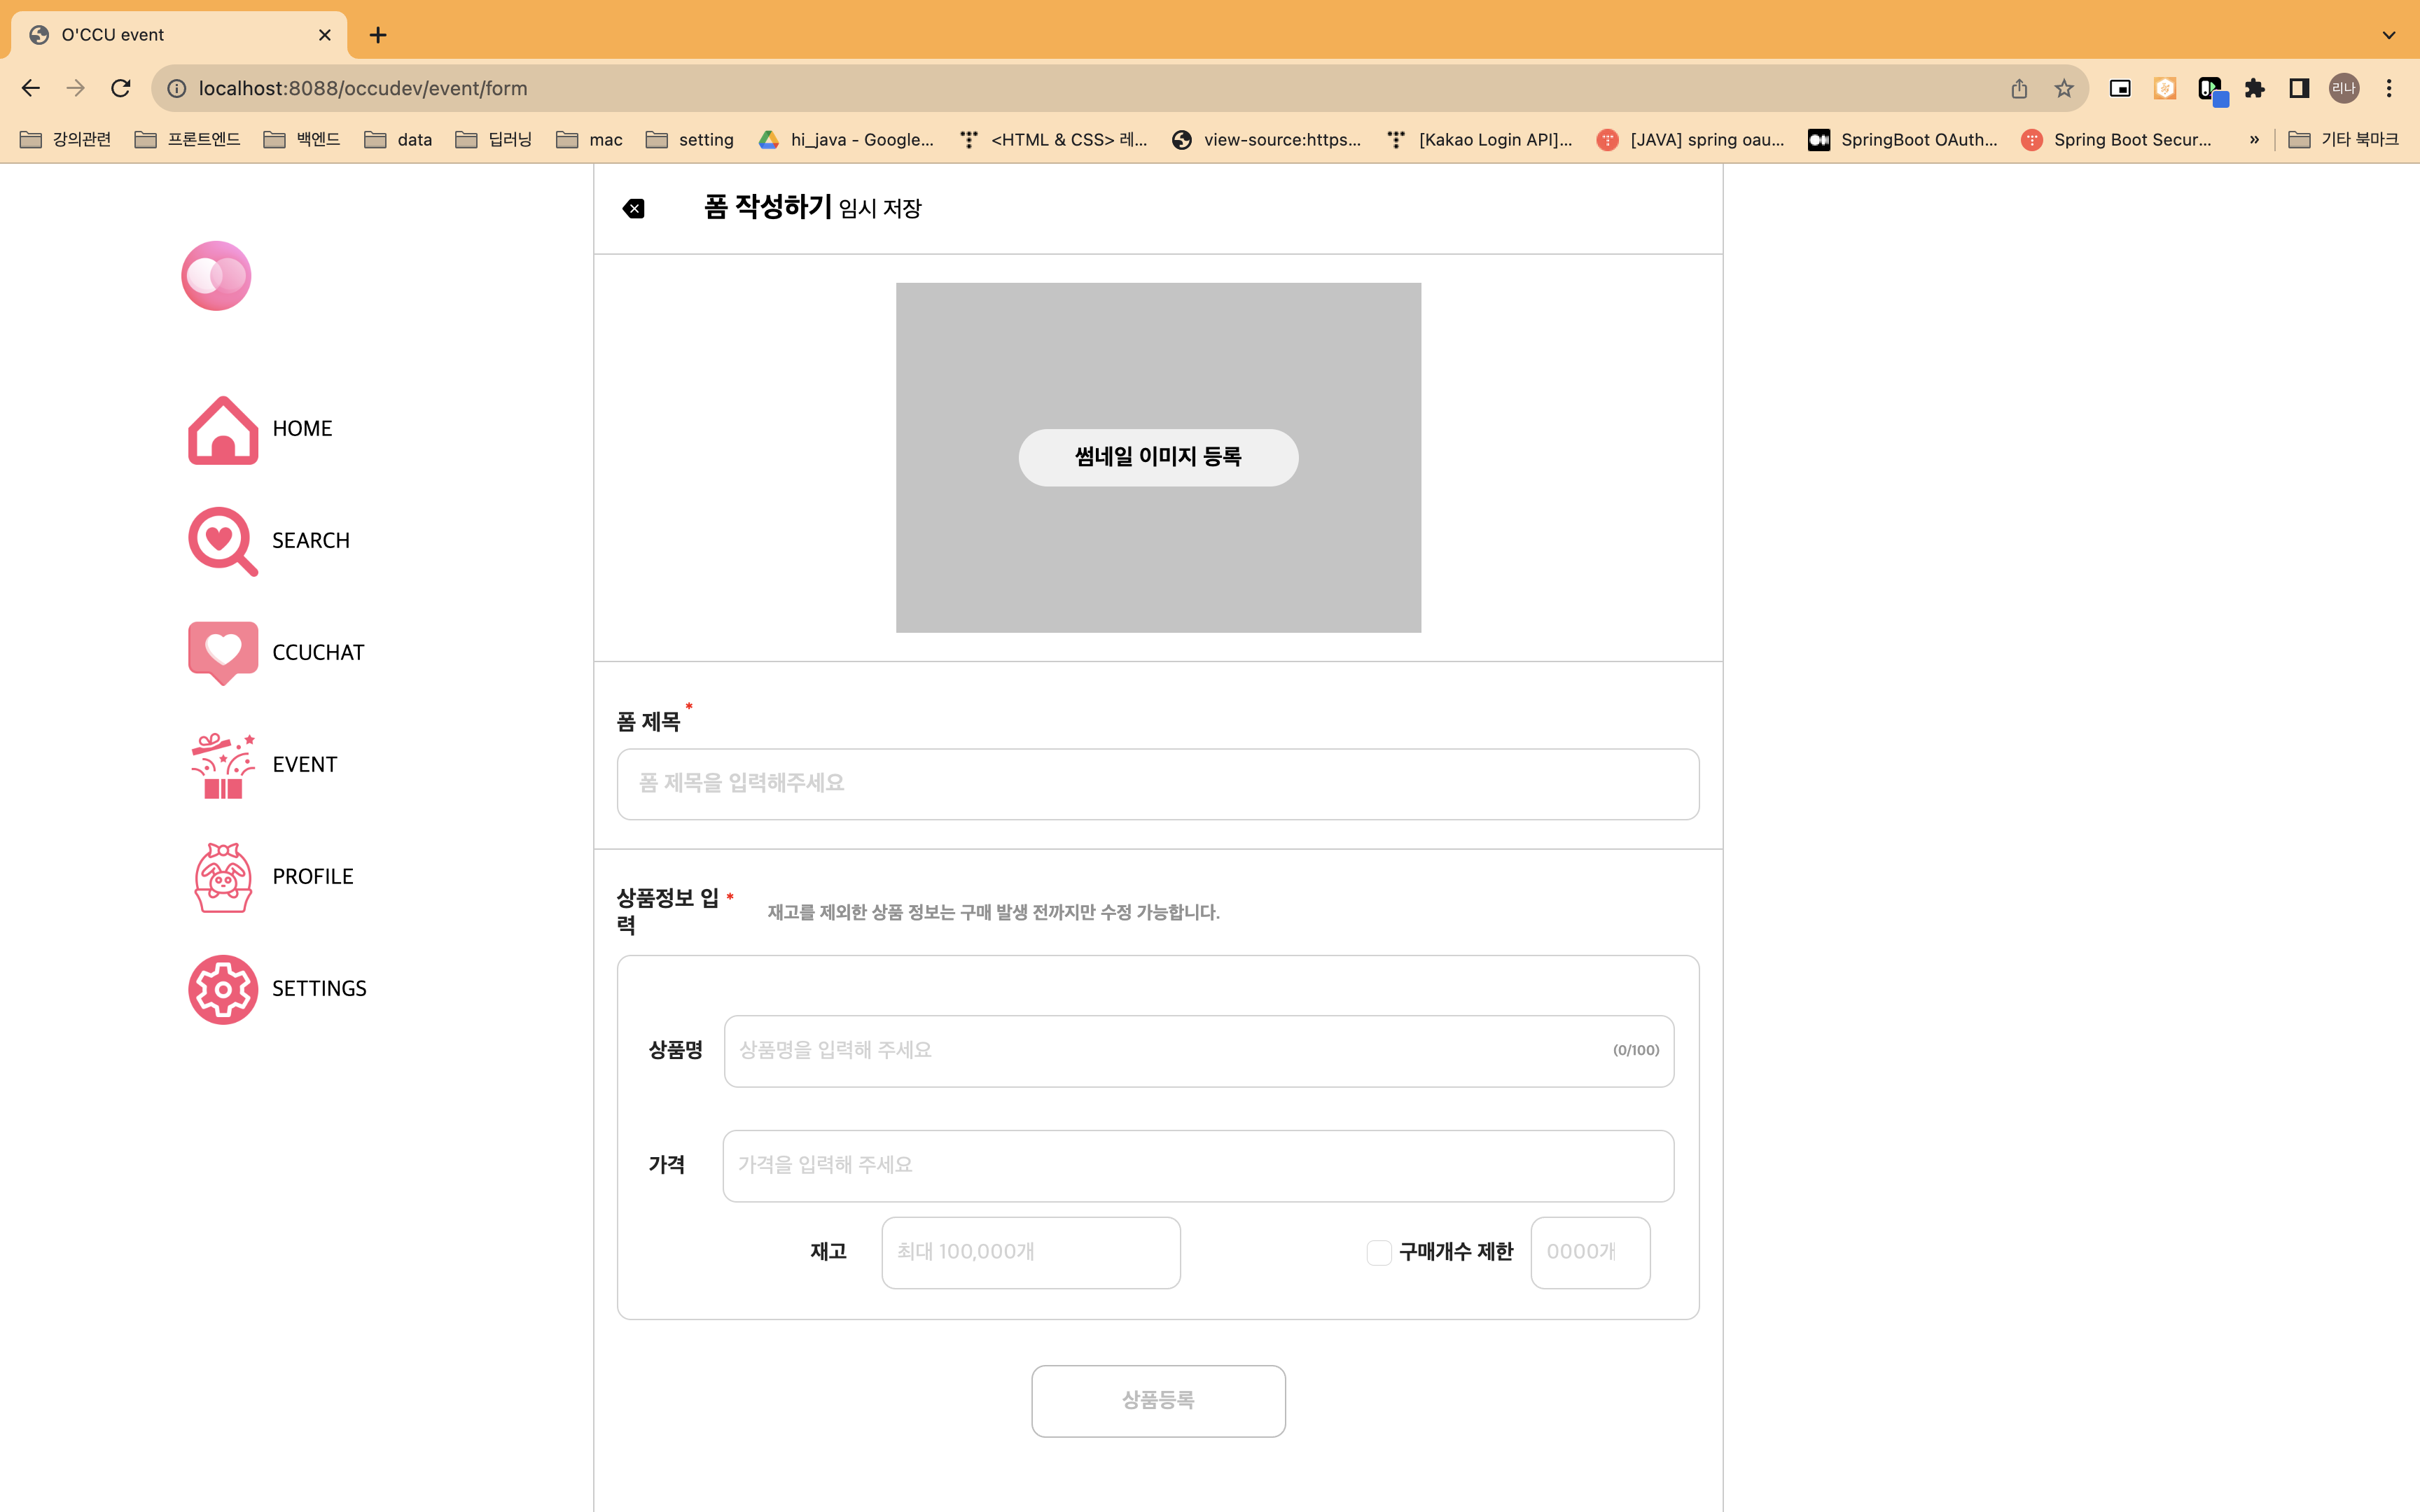 O'CCU event
localhost:8088/occudev/event/form
리나
강의관련 프론트엔드 백엔드 data 딥러닝 mac setting hi_java - Google... <HTML & CSS> 레... view-source:https... [Kakao Login API]... [JAVA] spring oau... SpringBoot OAuth... Spring Boot Secur... » 기타 북마크
폼 작성하기 임시 저장
HOME
SEARCH
CCUCHAT
EVENT
PROFILE
SETTINGS
썸네일 이미지 등록
폼 제목 *
폼 제목을 입력해주세요
상품정보 입 *
력
재고를 제외한 상품 정보는 구매 발생 전까지만 수정 가능합니다.
상품명 상품명을 입력해 주세요 (0/100)
가격 가격을 입력해 주세요
재고 최대 100,000개 구매개수 제한 0000개
상품등록